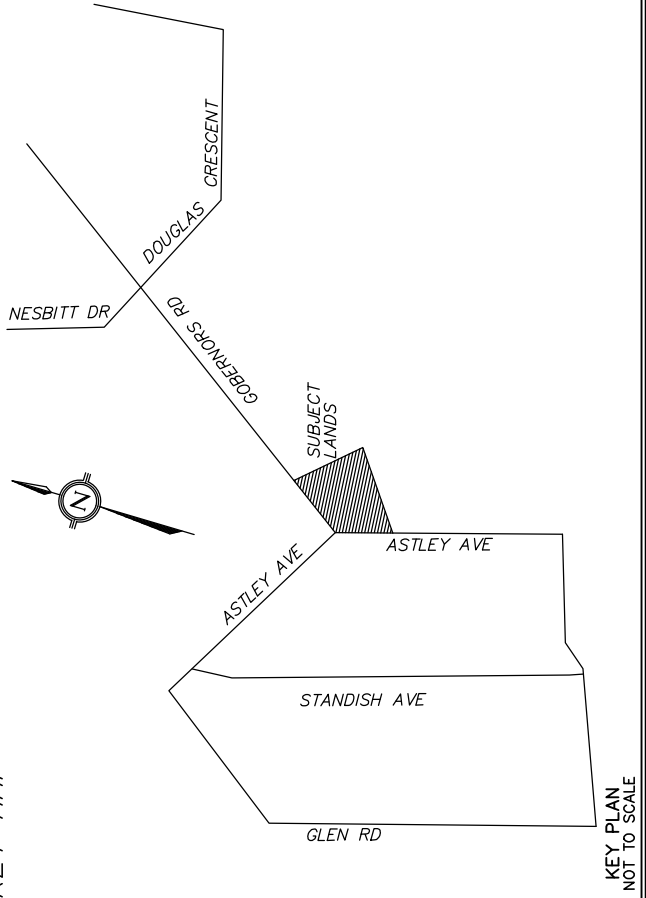 NESBITT DR
DOUGLAS
CRESCENT
GOBERNORS RD
N
SUBJECT
LANDS
ASTLEY AVE
ASTLEY AVE
STANDISH AVE
GLEN RD
KEY PLAN
NOT TO SCALE